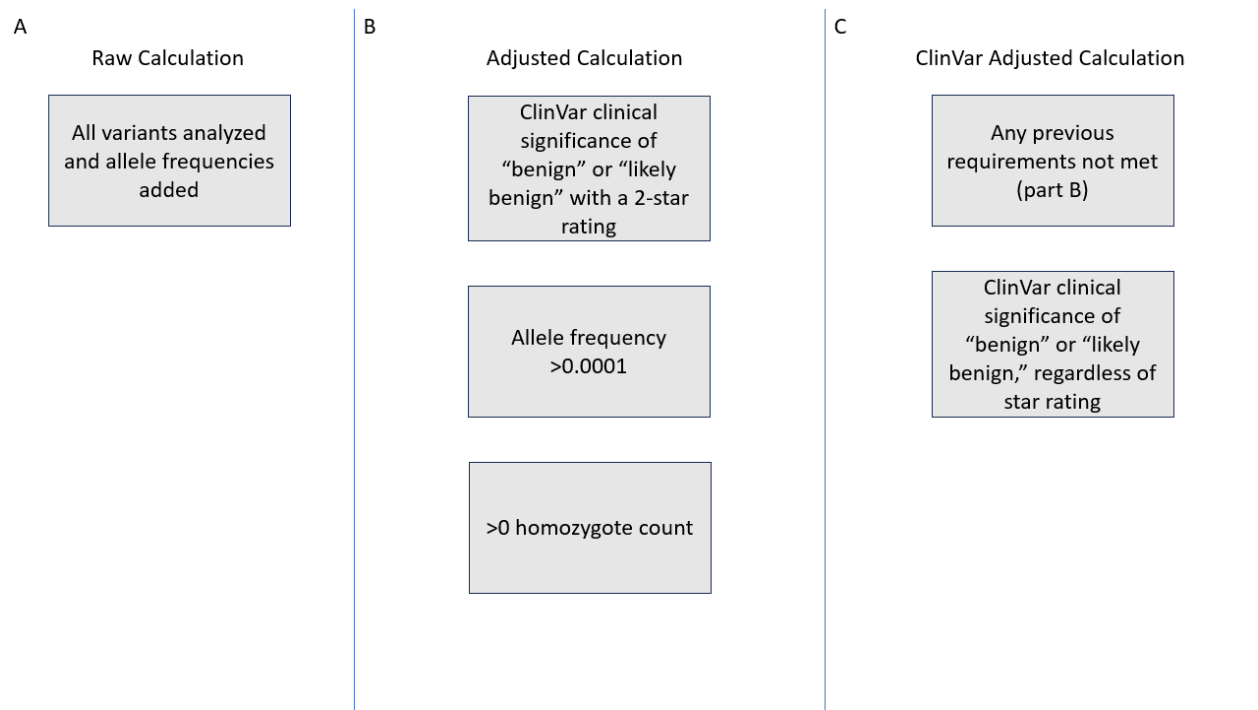 A
Raw Calculation
All variants analyzed
and allele frequencies
added
B
Adjusted Calculation
ClinVar clinical
significance of
“benign” or “likely
benign” with a 2-star
rating
Allele frequency
>0.0001
>0 homozygote count
C
ClinVar Adjusted Calculation
Any previous
requirements not met
(part B)
ClinVar clinical
significance of
“benign” or “likely
benign,” regardless of
star rating